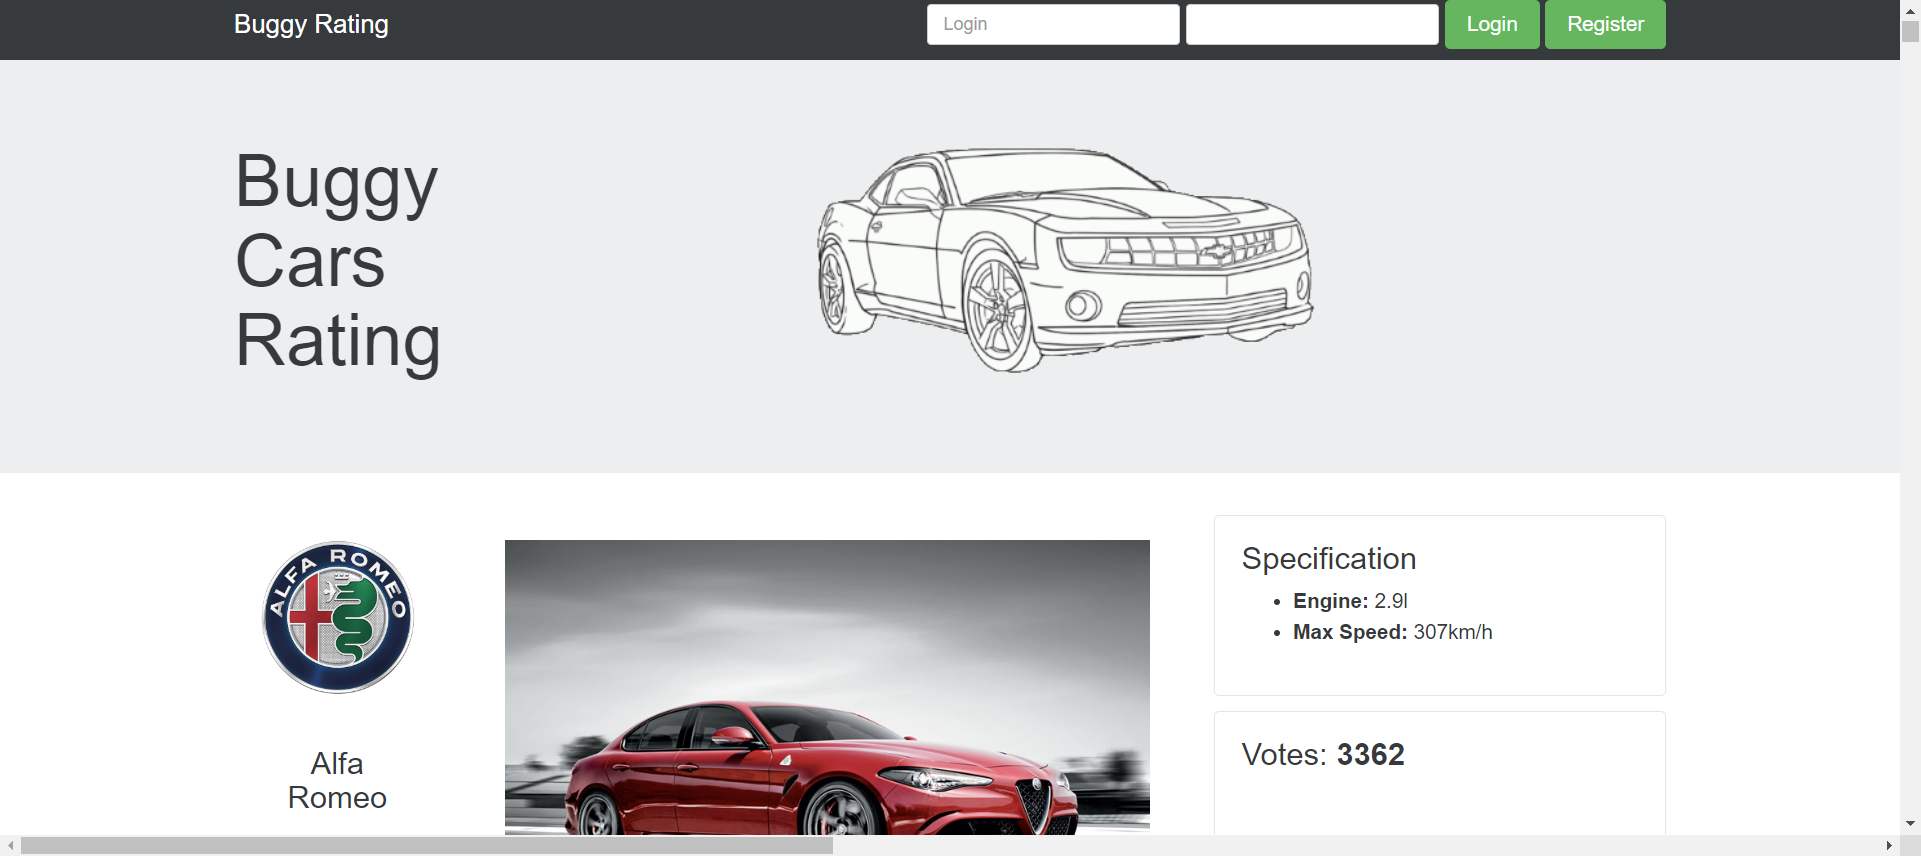 Buggy Rating
Login
Login
Register
Buggy
Cars
Rating
ALFA ROMEO
Alfa
Romeo
Specification
Engine: 2.9l
Max Speed: 307km/h
Votes: 3362